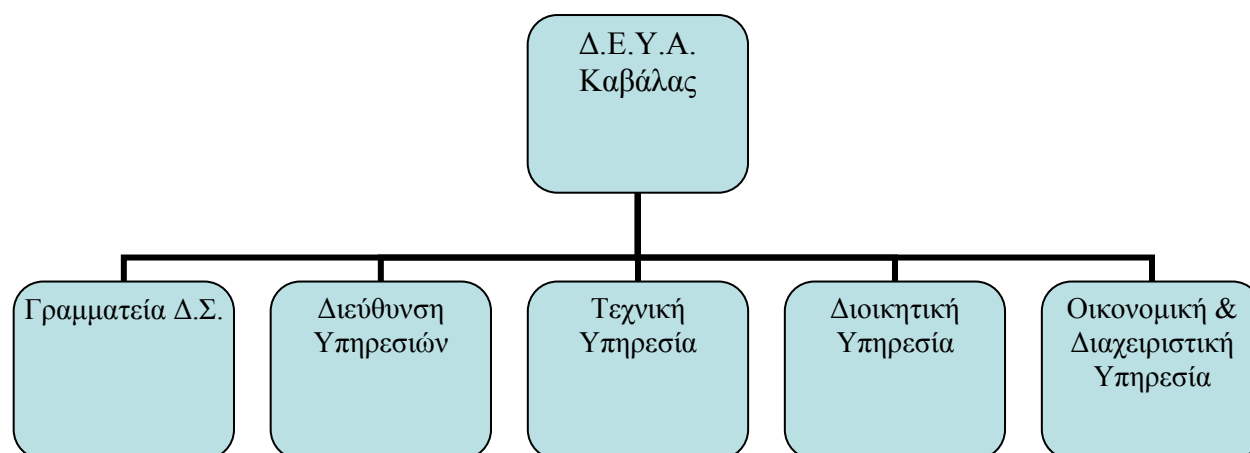 Δ.Ε.Υ.Α.
Καβάλας
Γραμματεία Δ.Σ.
Διεύθυνση
Υπηρεσιών
Τεχνική
Υπηρεσία
Διοικητική
Υπηρεσία
Οικονομική &
Διαχειριστική
Υπηρεσία